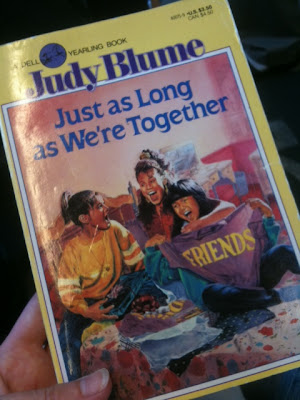 A DELL YEARLING BOOK
Judy Blume
Just as Long
as We're Together
FRIENDS